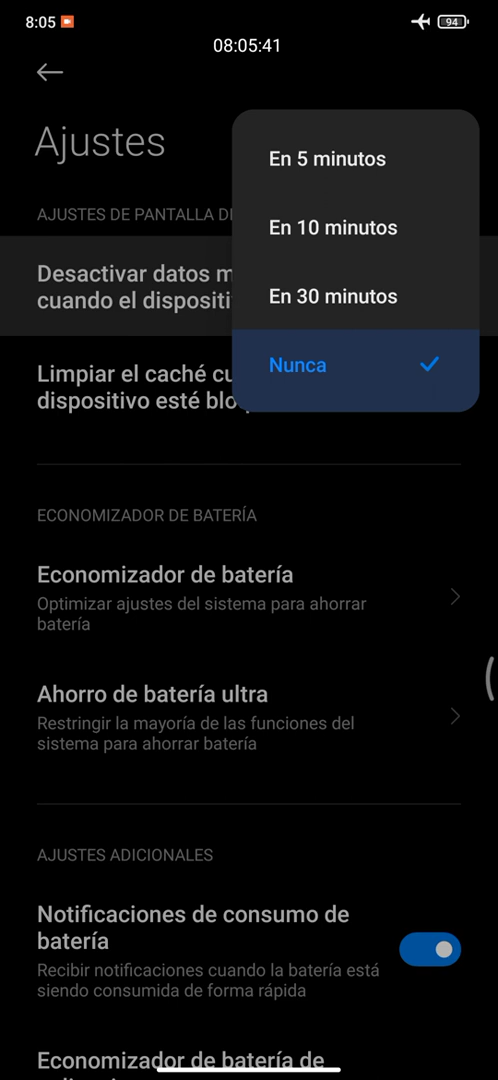 8:05
94
08:05:41
Ajustes
AJUSTES DE PANTALLA
Desactivar datos
cuando el
En 5 minutos
En 10 minutos
En 30 minutos
Nunca
Limpiar el caché
dispositivo esté
ECONOMIZADOR DE BATERÍA
Economizador de batería
Optimizar ajustes del sistema para ahorrar
batería
Ahorro de batería ultra
Restringir la mayoría de las funciones del
sistema para ahorrar batería
AJUSTES ADICIONALES
Notificaciones de consumo de
batería
Recibir notificaciones cuando la batería está
siendo consumida de forma rápida
Economizador de batería de